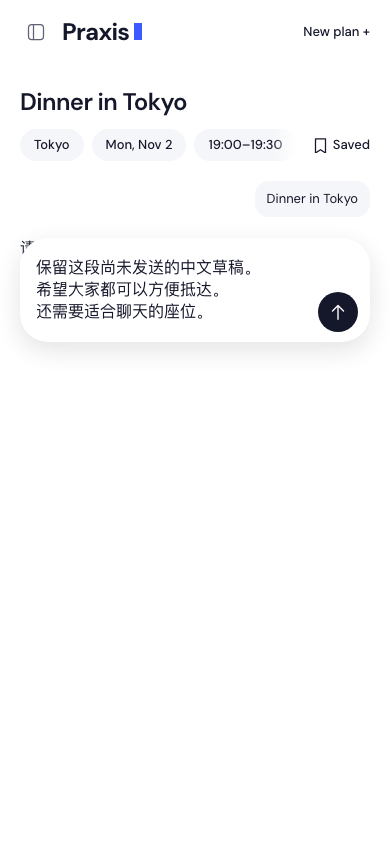 Praxis
New plan +
Dinner in Tokyo
Tokyo
Mon, Nov 2
19:00–19:30
Saved
Dinner in Tokyo
保留这段尚未发送的中文草稿。
希望大家都可以方便抵达。
还需要适合聊天的座位。